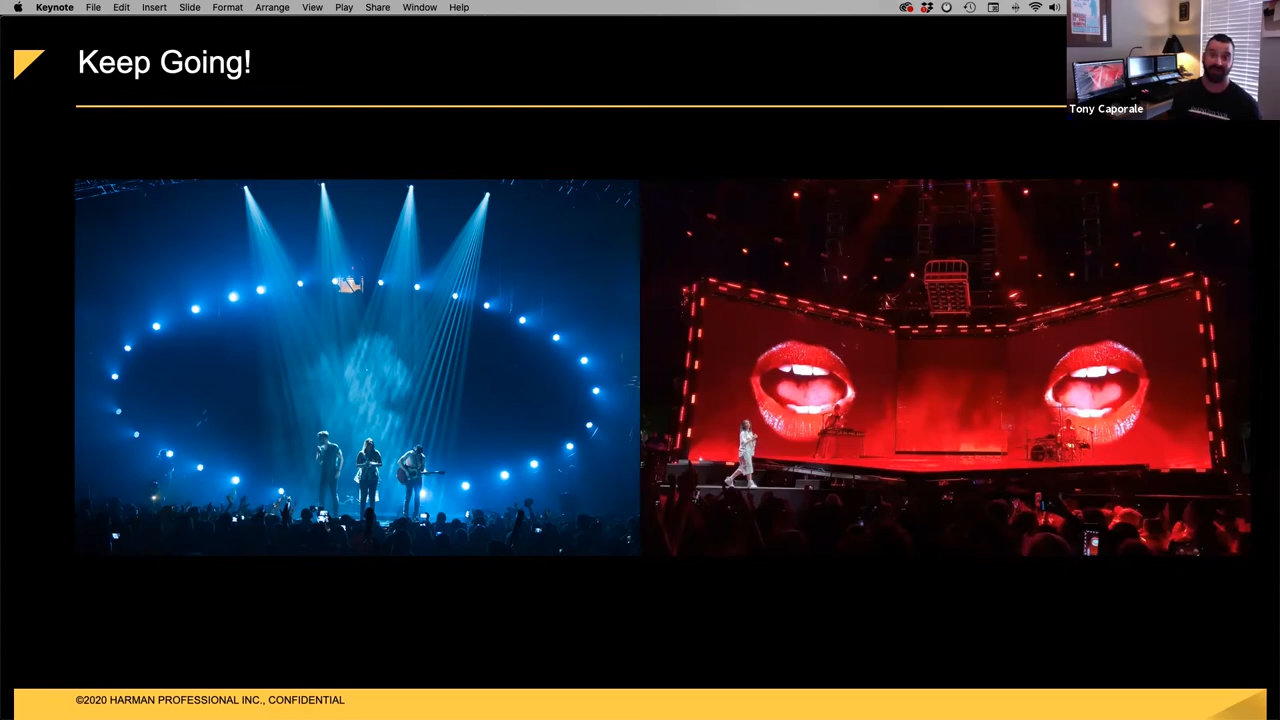 Keynote File Edit Insert Slide Format Arrange View Play Share Window Help
Keep Going!
Tony Caporale
©2020 HARMAN PROFESSIONAL INC., CONFIDENTIAL